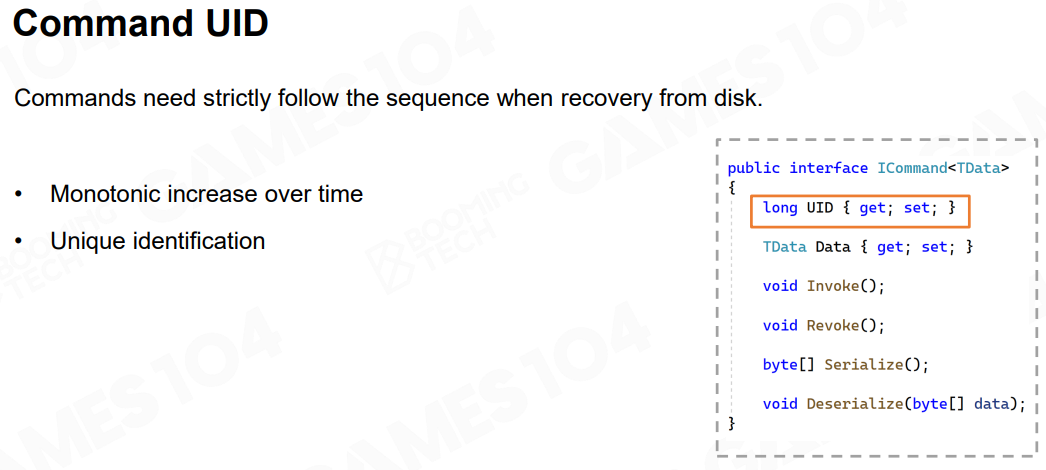 Command UID
Commands need strictly follow the sequence when recovery from disk.
• Monotonic increase over time
• Unique identification
public interface ICommand<TData>
{
long UID { get; set; }
TData Data { get; set; }
void Invoke();
void Revoke();
byte[] Serialize();
void Deserialize(byte[] data);
}
GAMES104
BOOMING
TECH